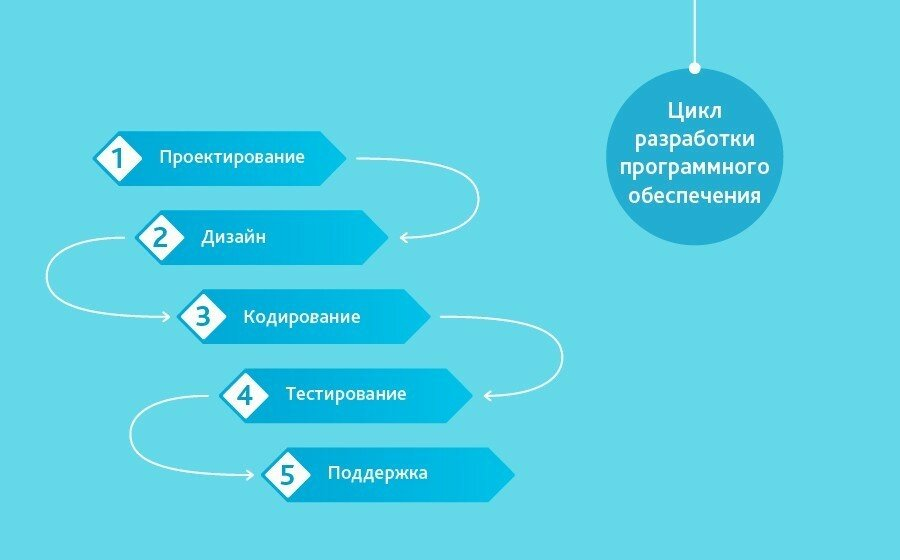 Цикл
разработки
программного
обеспечения
1 Проектирование
2 Дизайн
3 Кодирование
4 Тестирование
5 Поддержка